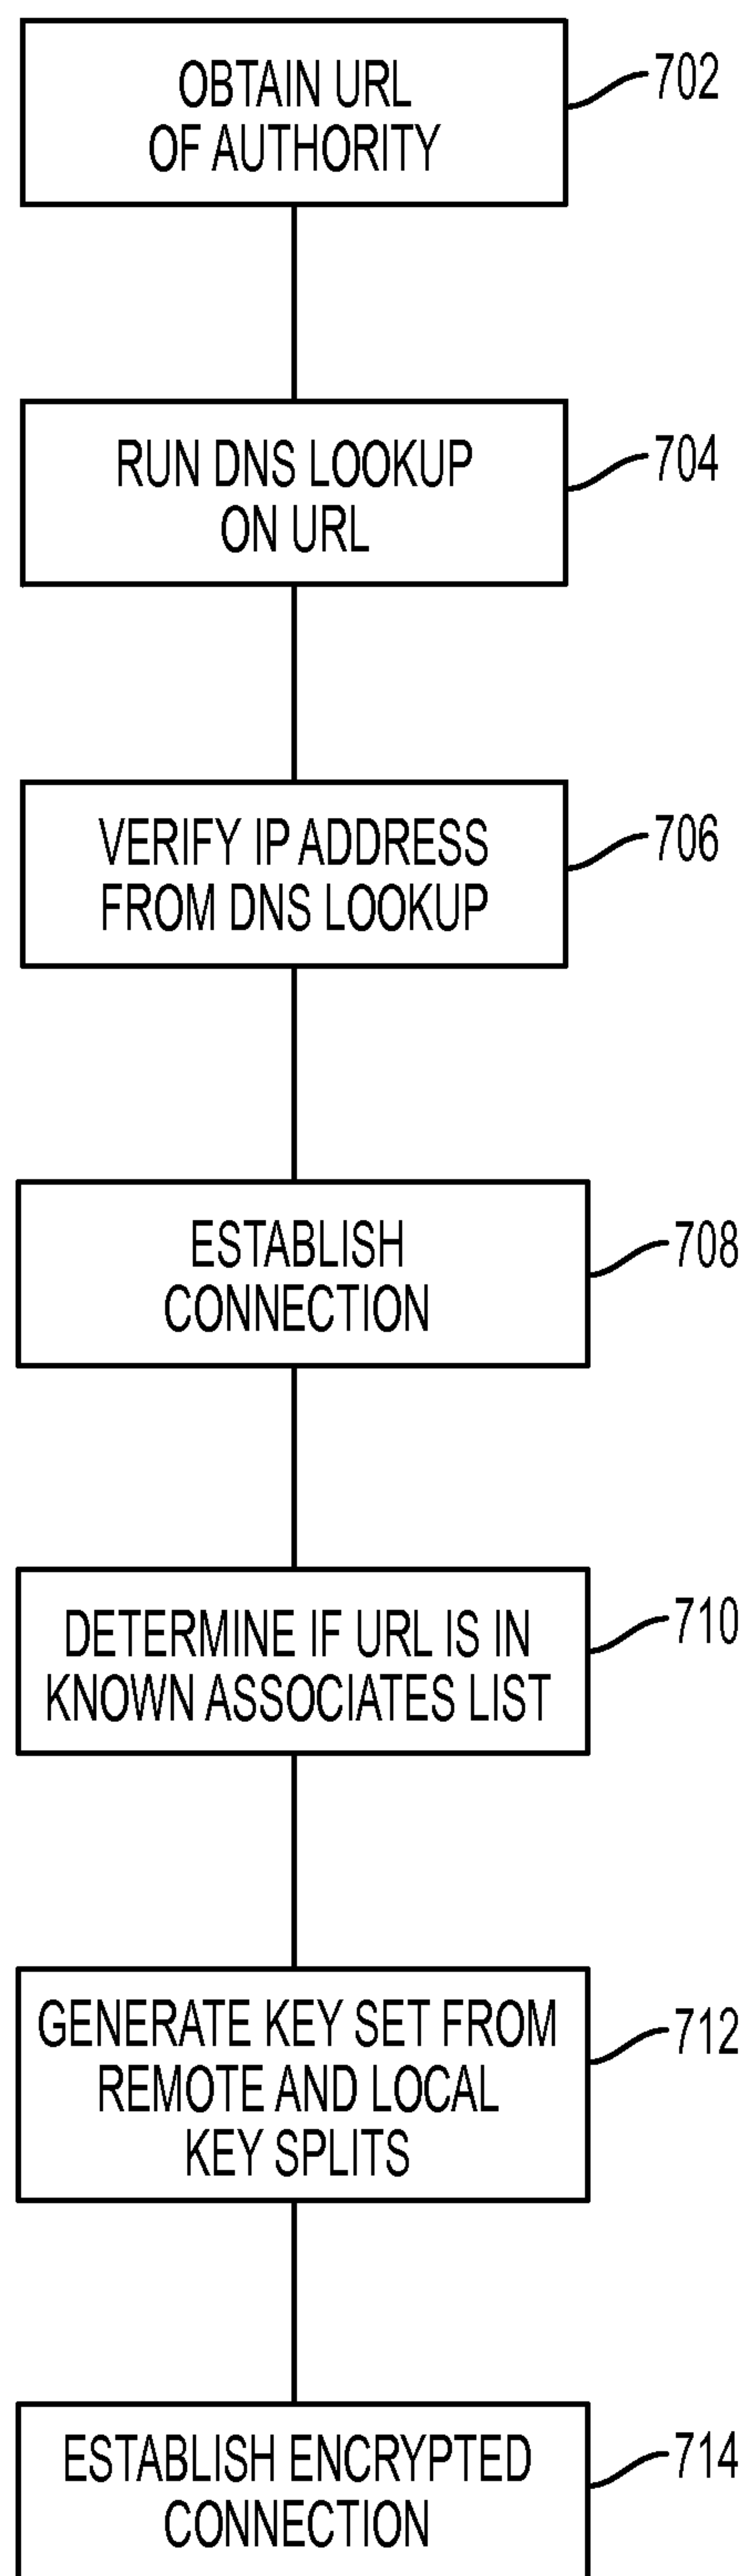 OBTAIN URL
OF AUTHORITY
702
RUN DNS LOOKUP
ON URL
704
VERIFY IP ADDRESS
FROM DNS LOOKUP
706
ESTABLISH
CONNECTION
708
DETERMINE IF URL IS IN
KNOWN ASSOCIATES LIST
710
GENERATE KEY SET FROM
REMOTE AND LOCAL
KEY SPLITS
712
ESTABLISH ENCRYPTED
CONNECTION
714